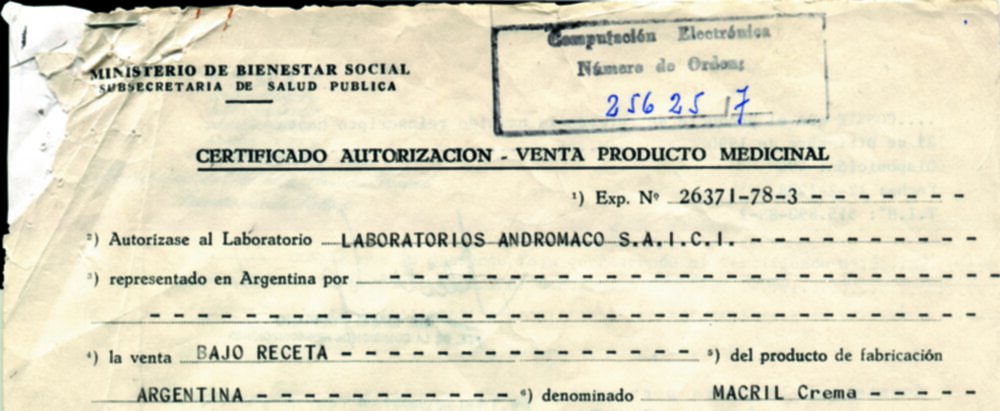 Computación Electrónica
Número de Orden:
25625 17
MINISTERIO DE BIENESTAR SOCIAL
SUBSECRETARIA DE SALUD PUBLICA
CERTIFICADO AUTORIZACION - VENTA PRODUCTO MEDICINAL
¹) Exp. Nº 26371-78-3 - - - - - - -
²) Autorízase al Laboratorio LABORATORIOS ANDROMACO S.A.I.C.I. - - - - - - - - - -
³) representado en Argentina por - - - - - - - - - - - - - - - - - - - - - - - - -
⁴) la venta BAJO RECETA - - - - - - - - - - - - - - ⁵) del producto de fabricación
ARGENTINA - - - - - - - - - - ⁶) denominado MACRIL Crema - - - - -